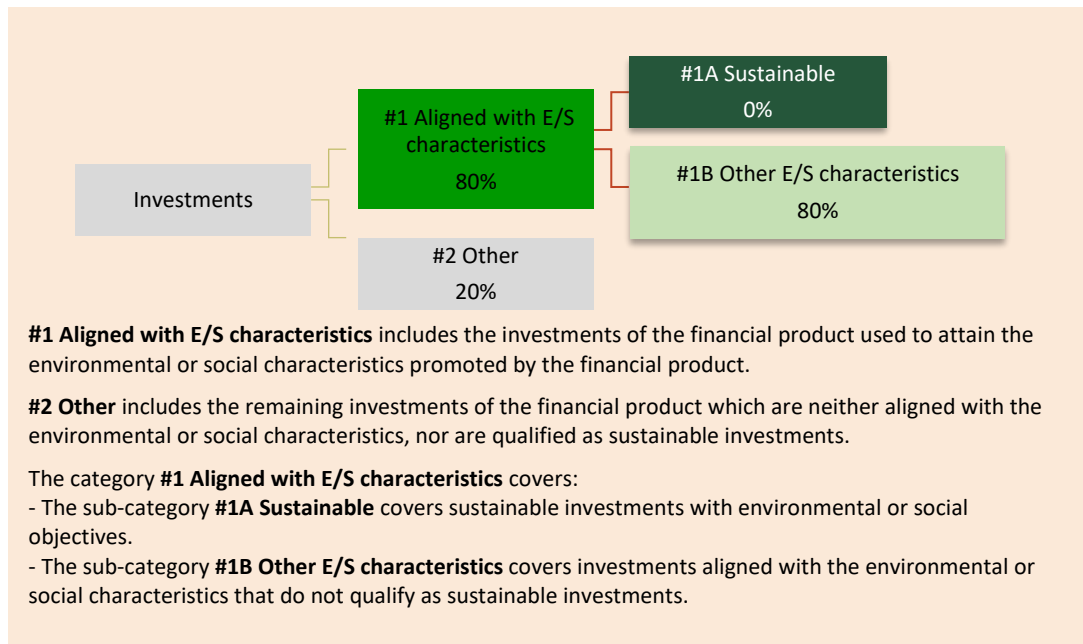 #1A Sustainable
0%
#1 Aligned with E/S
characteristics
80%
#1B Other E/S characteristics
80%
Investments
#2 Other
20%
#1 Aligned with E/S characteristics includes the investments of the financial product used to attain the
environmental or social characteristics promoted by the financial product.
#2 Other includes the remaining investments of the financial product which are neither aligned with the
environmental or social characteristics, nor are qualified as sustainable investments.
The category #1 Aligned with E/S characteristics covers:
- The sub-category #1A Sustainable covers sustainable investments with environmental or social
objectives.
- The sub-category #1B Other E/S characteristics covers investments aligned with the environmental or
social characteristics that do not qualify as sustainable investments.